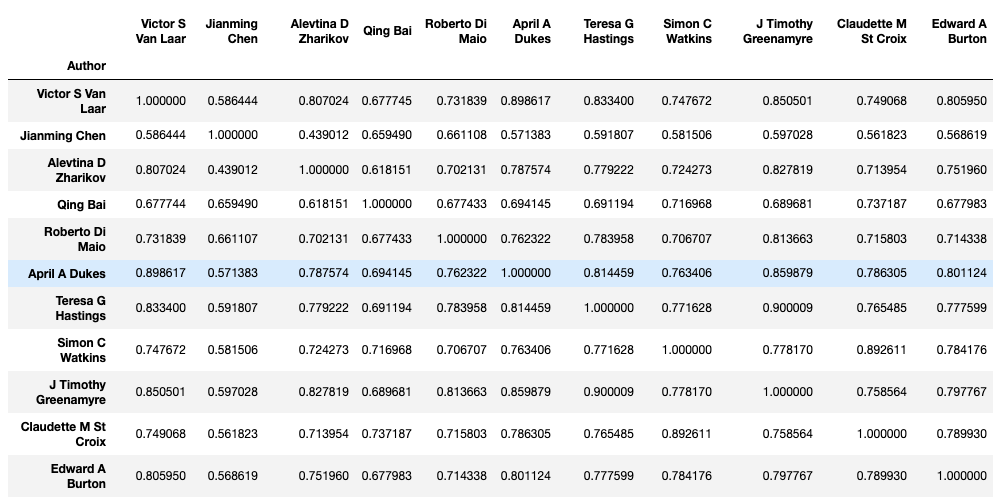 Victor S Van Laar Jianming Chen Alevtina D Zharikov Qing Bai Roberto Di Maio April A Dukes Teresa G Hastings Simon C Watkins J Timothy Greenamyre Claudette M St Croix Edward A Burton
Author
Victor S Van Laar 1.000000 0.586444 0.807024 0.677745 0.731839 0.898617 0.833400 0.747672 0.850501 0.749068 0.805950
Jianming Chen 0.586444 1.000000 0.439012 0.659490 0.661108 0.571383 0.591807 0.581506 0.597028 0.561823 0.568619
Alevtina D Zharikov 0.807024 0.439012 1.000000 0.618151 0.702131 0.787574 0.779222 0.724273 0.827819 0.713954 0.751960
Qing Bai 0.677744 0.659490 0.618151 1.000000 0.677433 0.694145 0.691194 0.716968 0.689681 0.737187 0.677983
Roberto Di Maio 0.731839 0.661107 0.702131 0.677433 1.000000 0.762322 0.783958 0.706707 0.813663 0.715803 0.714338
April A Dukes 0.898617 0.571383 0.787574 0.694145 0.762322 1.000000 0.814459 0.763406 0.859879 0.786305 0.801124
Teresa G Hastings 0.833400 0.591807 0.779222 0.691194 0.783958 0.814459 1.000000 0.771628 0.900009 0.765485 0.777599
Simon C Watkins 0.747672 0.581506 0.724273 0.716968 0.706707 0.763406 0.771628 1.000000 0.778170 0.892611 0.784176
J Timothy Greenamyre 0.850501 0.597028 0.827819 0.689681 0.813663 0.859879 0.900009 0.778170 1.000000 0.758564 0.797767
Claudette M St Croix 0.749068 0.561823 0.713954 0.737187 0.715803 0.786305 0.765485 0.892611 0.758564 1.000000 0.789930
Edward A Burton 0.805950 0.568619 0.751960 0.677983 0.714338 0.801124 0.777599 0.784176 0.797767 0.789930 1.000000